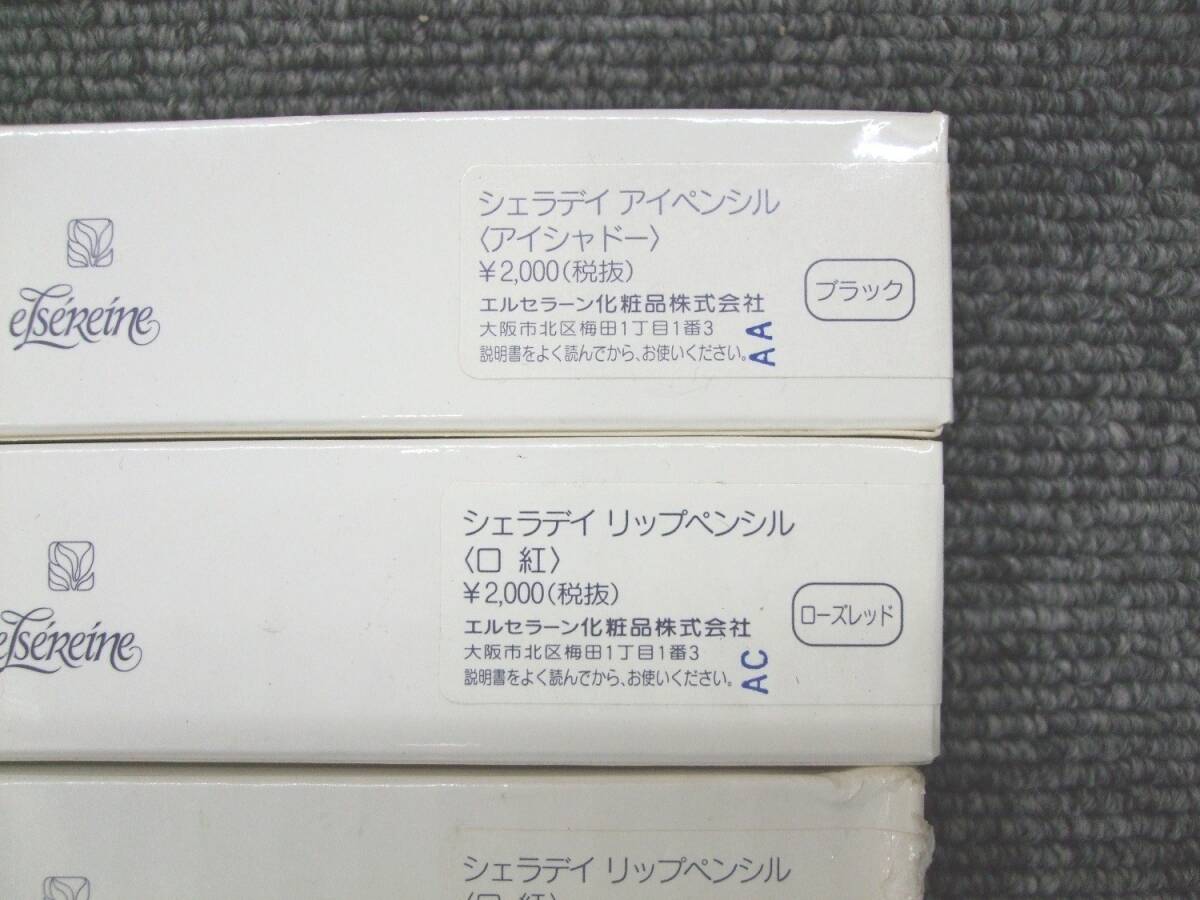 elséreine
シェラデイ アイペンシル
〈アイシャドー〉
¥2,000(税抜)
エルセラーン化粧品株式会社
大阪市北区梅田1丁目1番3
説明書をよく読んでから、お使いください。
AA
ブラック
elséreine
シェラデイ リップペンシル
〈口 紅〉
¥2,000(税抜)
エルセラーン化粧品株式会社
大阪市北区梅田1丁目1番3
説明書をよく読んでから、お使いください。
AC
ローズレッド
シェラデイ リップペンシル
〈口 紅〉